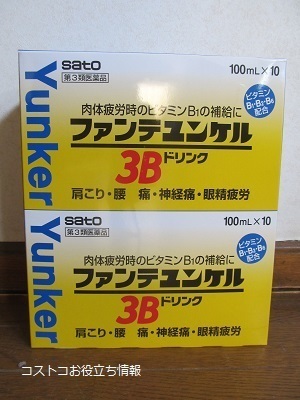 Yunker
sato
第3類医薬品
100mL×10
肉体疲労時のビタミンB1の補給に
ビタミン
B1・B2・B6
配合
ファンテユンケル
3Bドリンク
肩こり・腰 痛・神経痛・眼精疲労
Yunker
sato
第3類医薬品
100mL×10
肉体疲労時のビタミンB1の補給に
ビタミン
B1・B2・B6
配合
ファンテユンケル
3Bドリンク
肩こり・腰 痛・神経痛・眼精疲労
コストコお役立ち情報